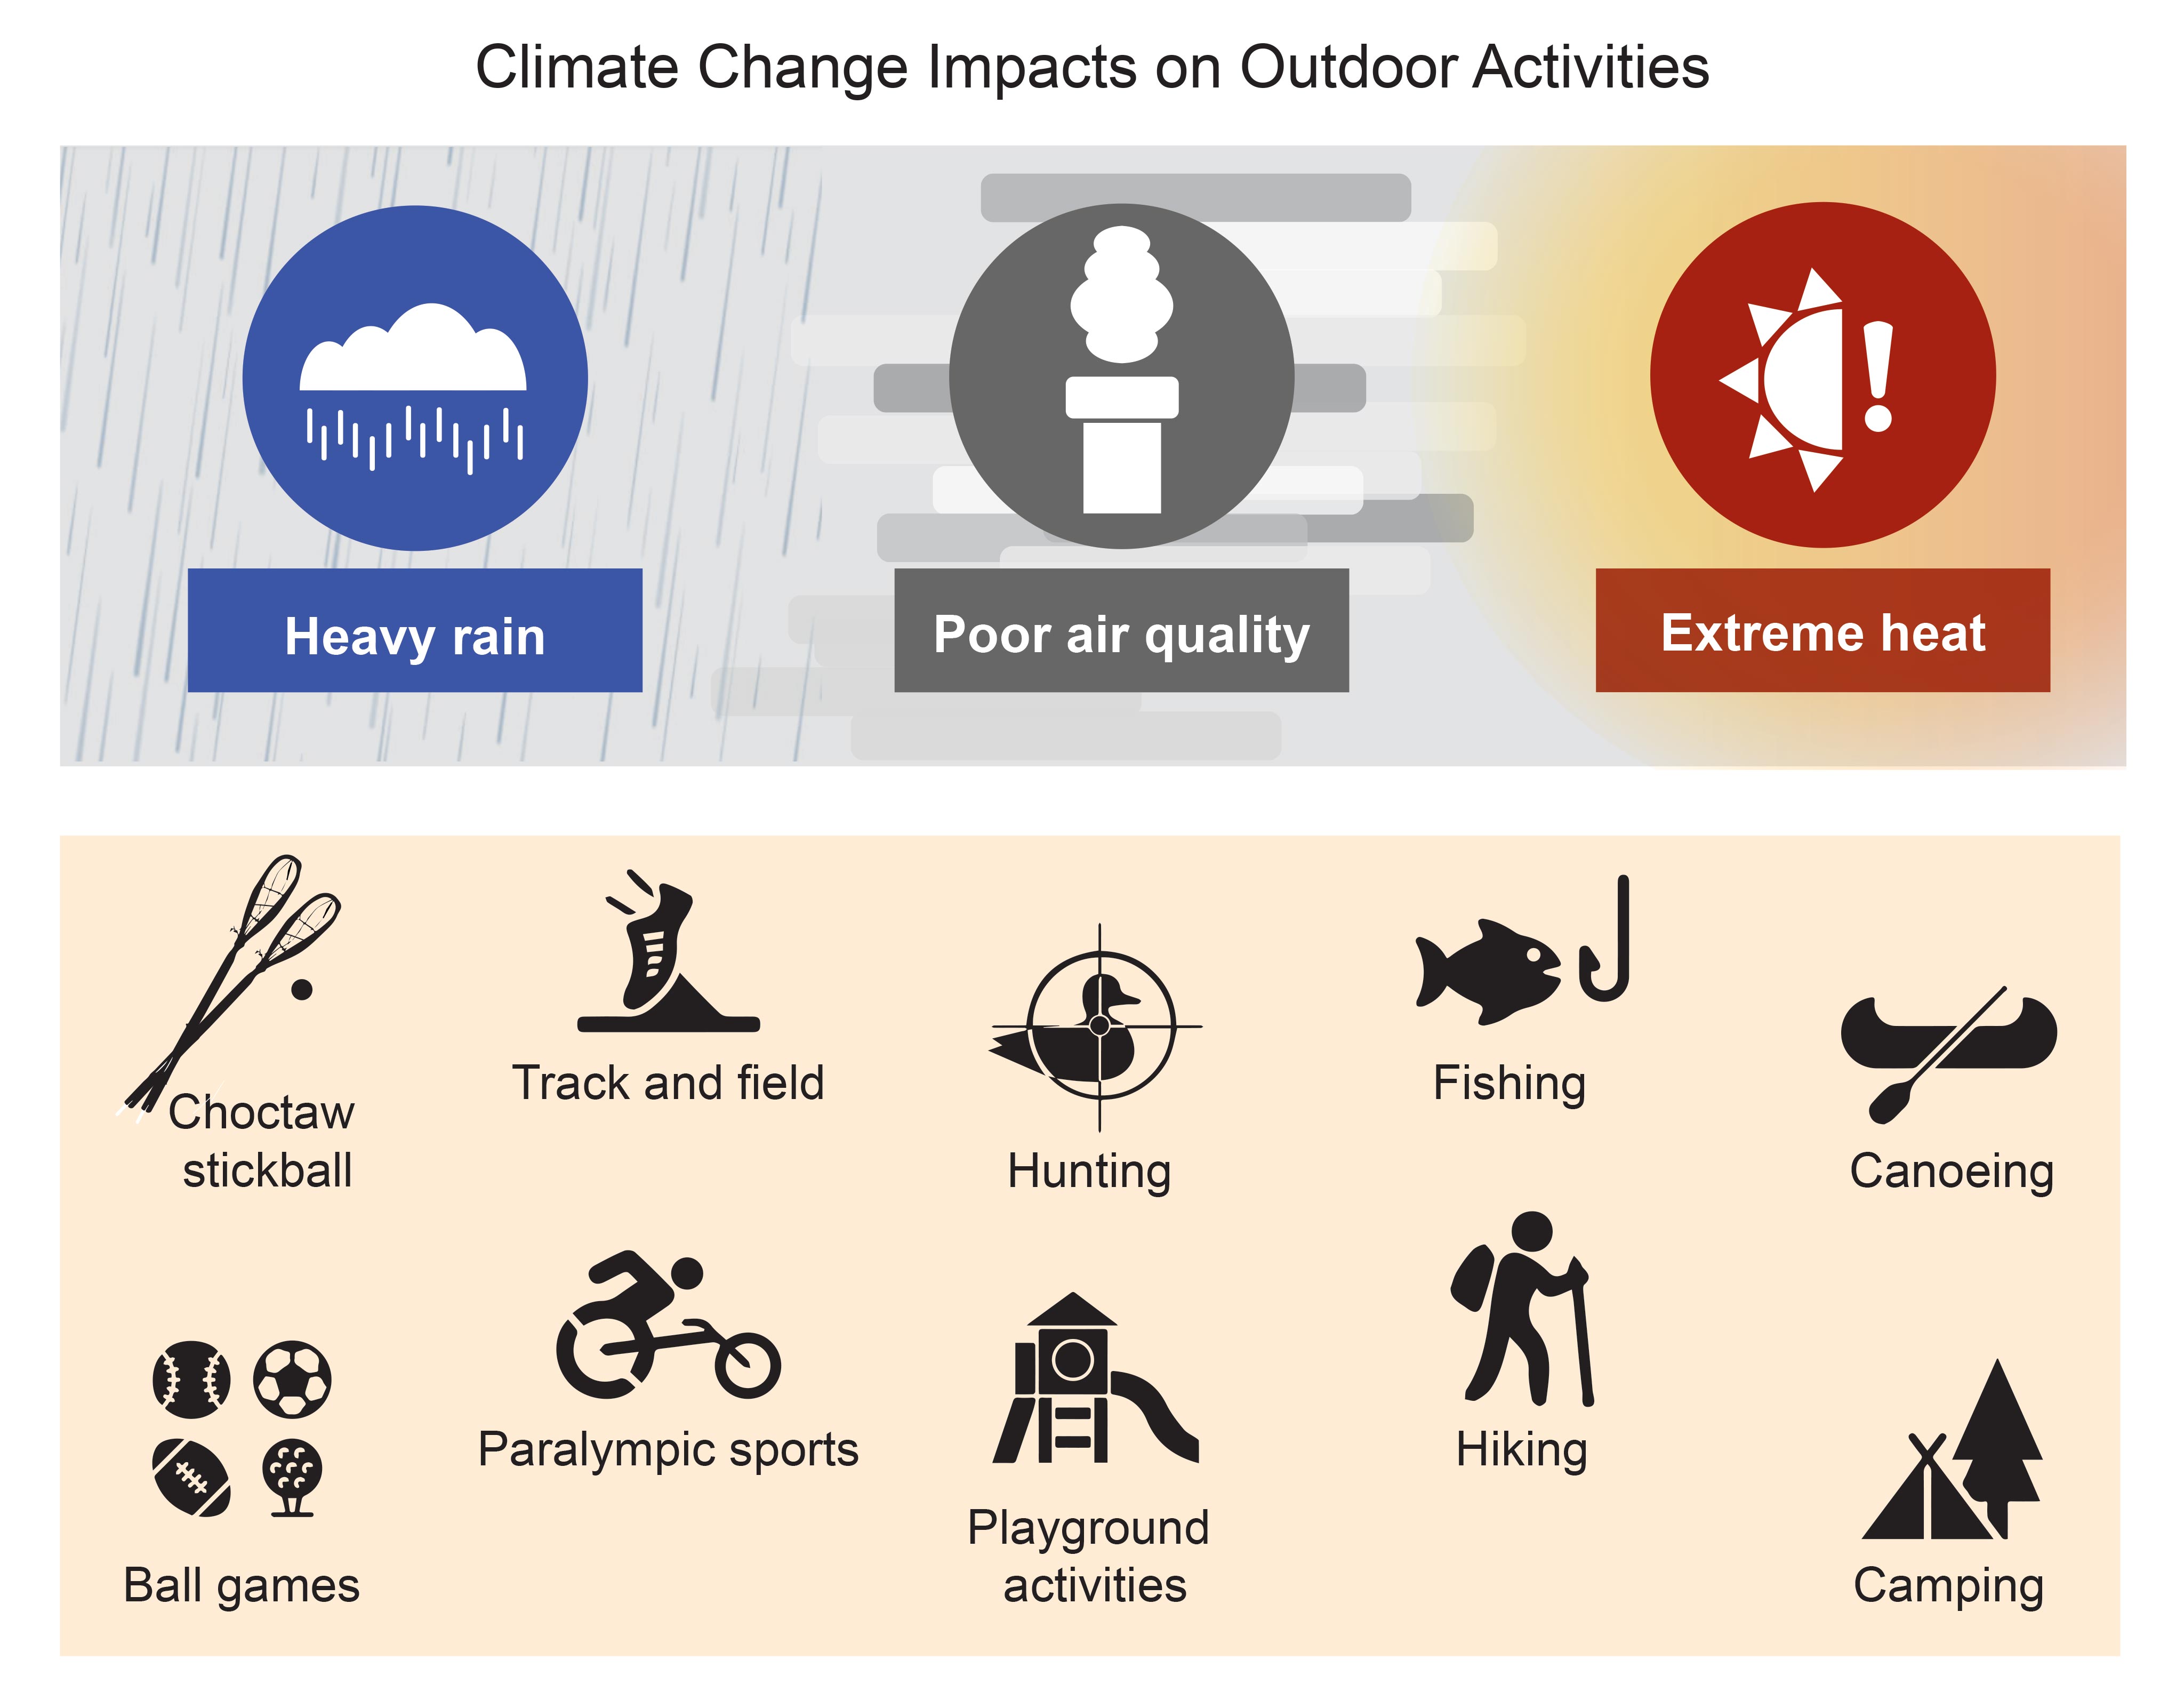 Climate Change Impacts on Outdoor Activities
Heavy rain
Poor air quality
Extreme heat
Choctaw
stickball
Track and field
Hunting
Fishing
Canoeing
Ball games
Paralympic sports
Playground
activities
Hiking
Camping